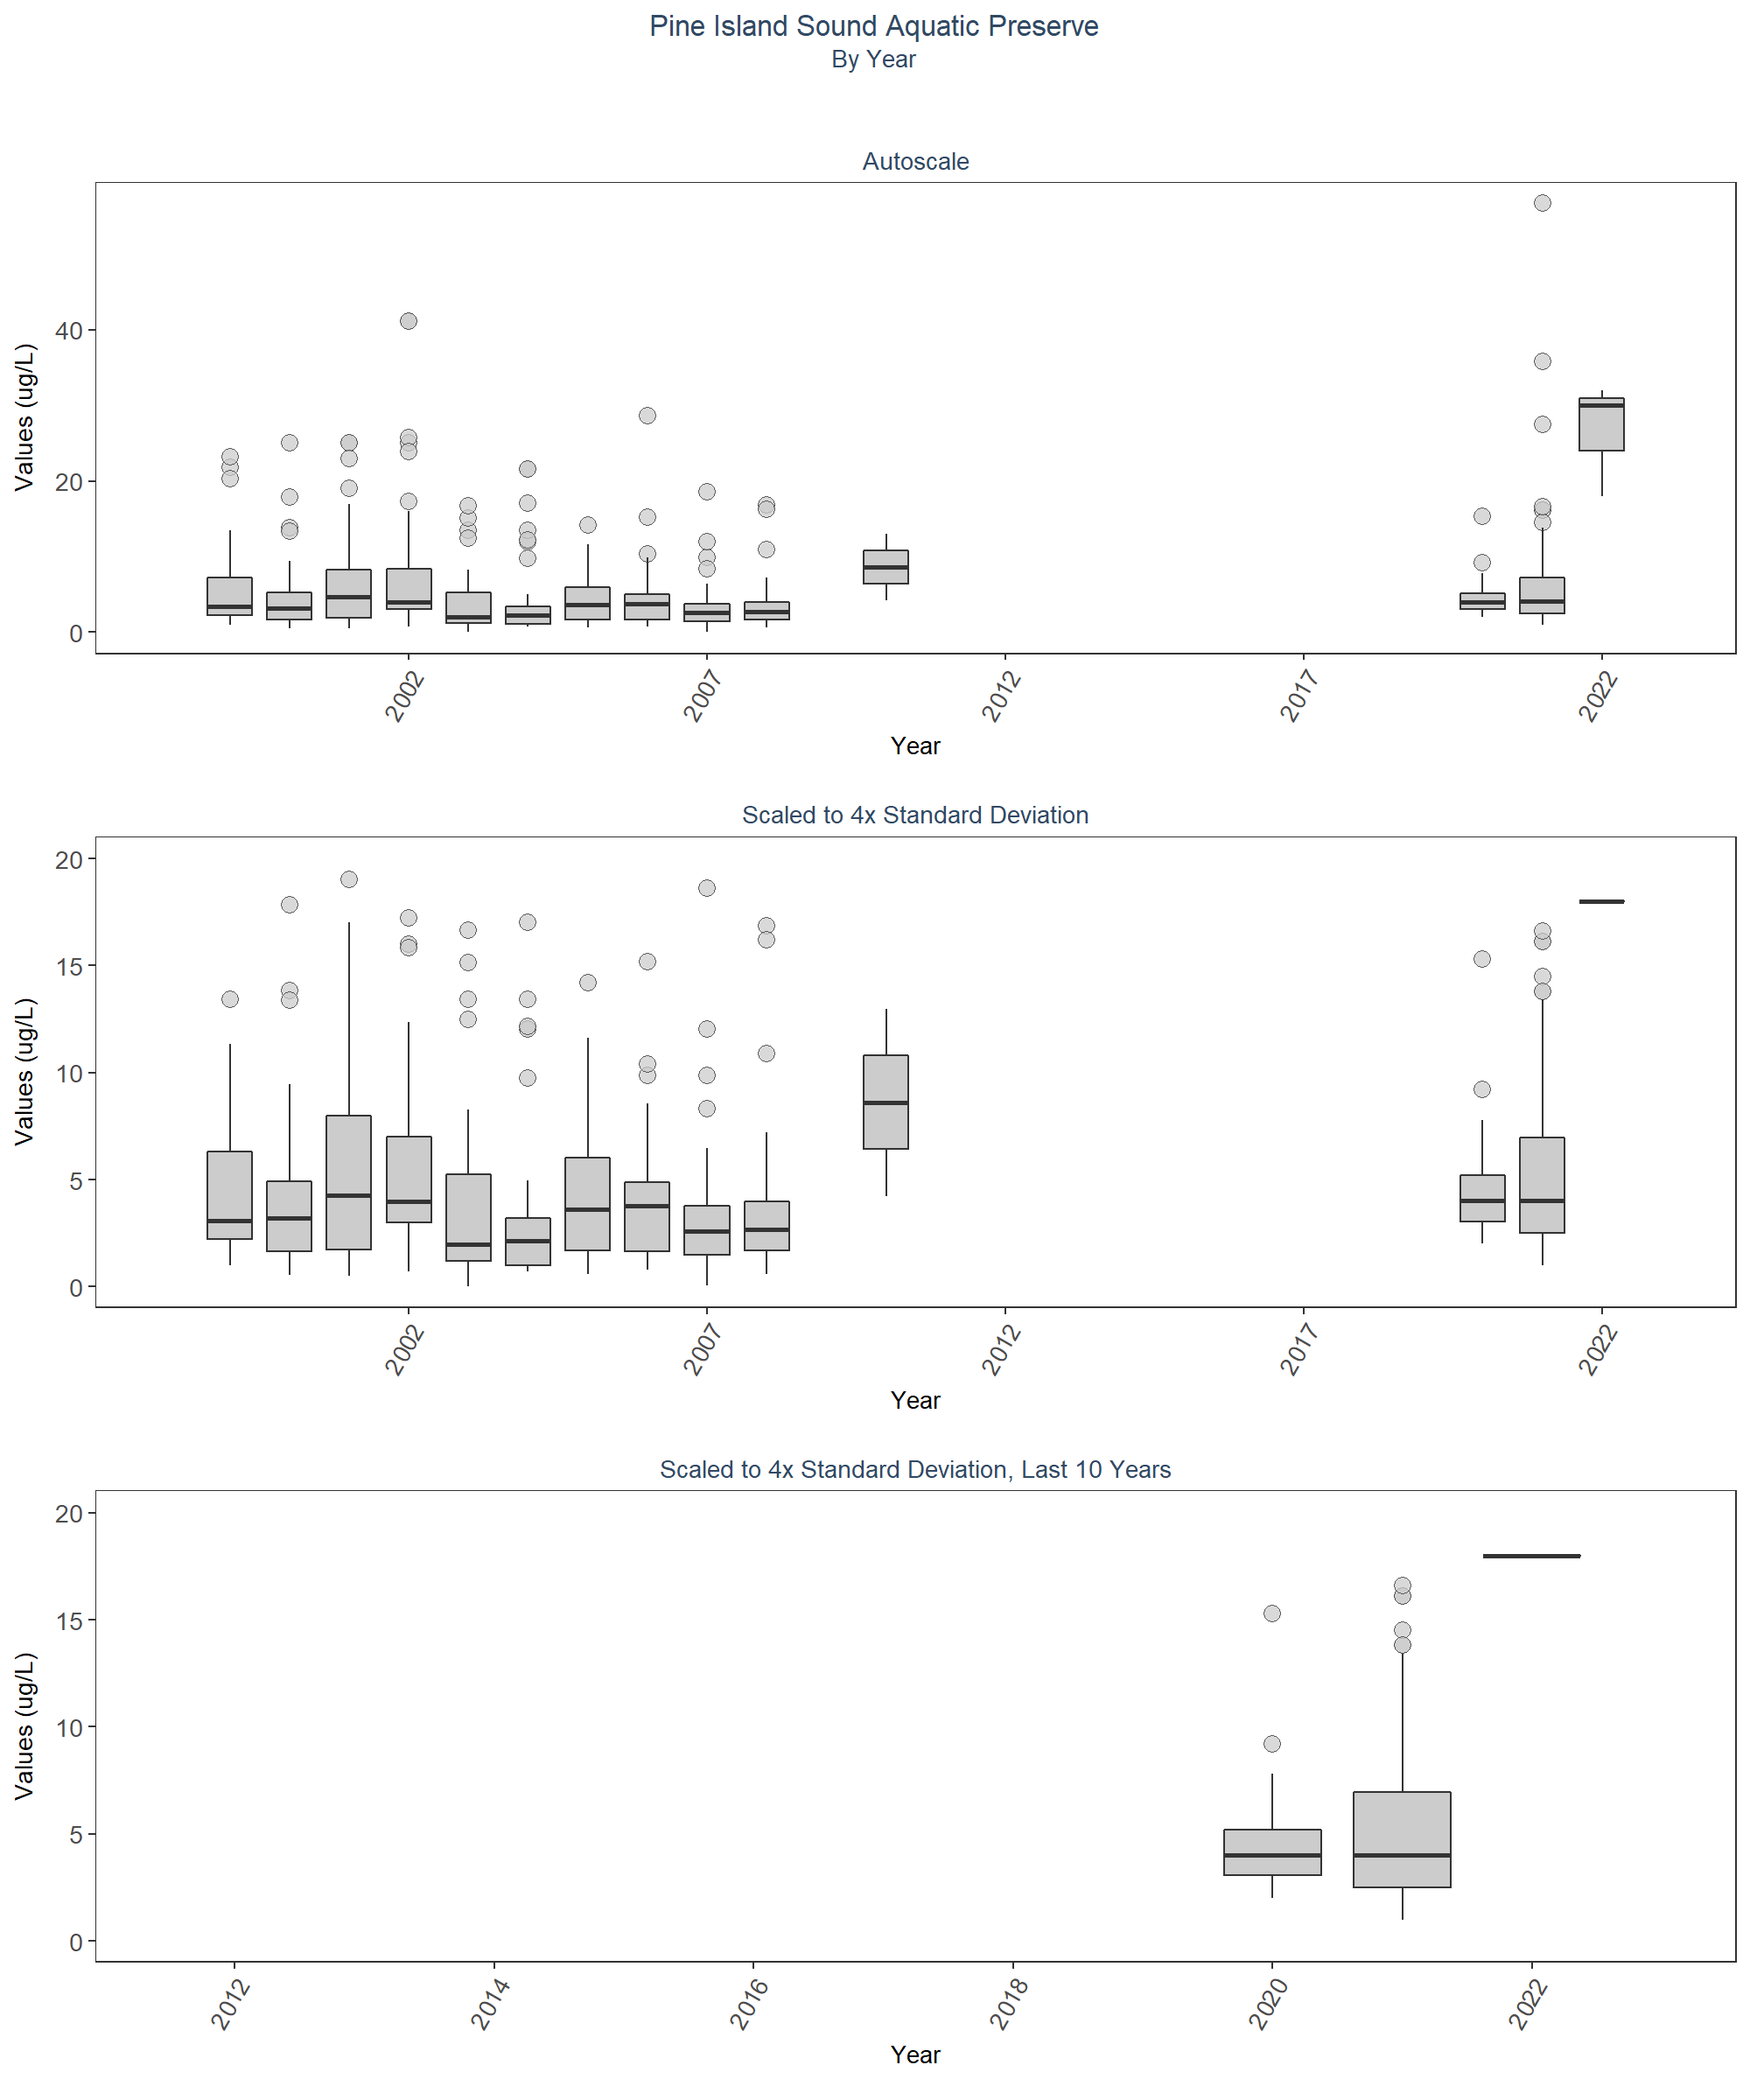 Pine Island Sound Aquatic Preserve
By Year
Autoscale
Values (ug/L)
40
20
0
2002
2007
2012
2017
2022
Year
Scaled to 4x Standard Deviation
Values (ug/L)
20
15
10
5
0
2002
2007
2012
2017
2022
Year
Scaled to 4x Standard Deviation, Last 10 Years
Values (ug/L)
20
15
10
5
0
2012
2014
2016
2018
2020
2022
Year